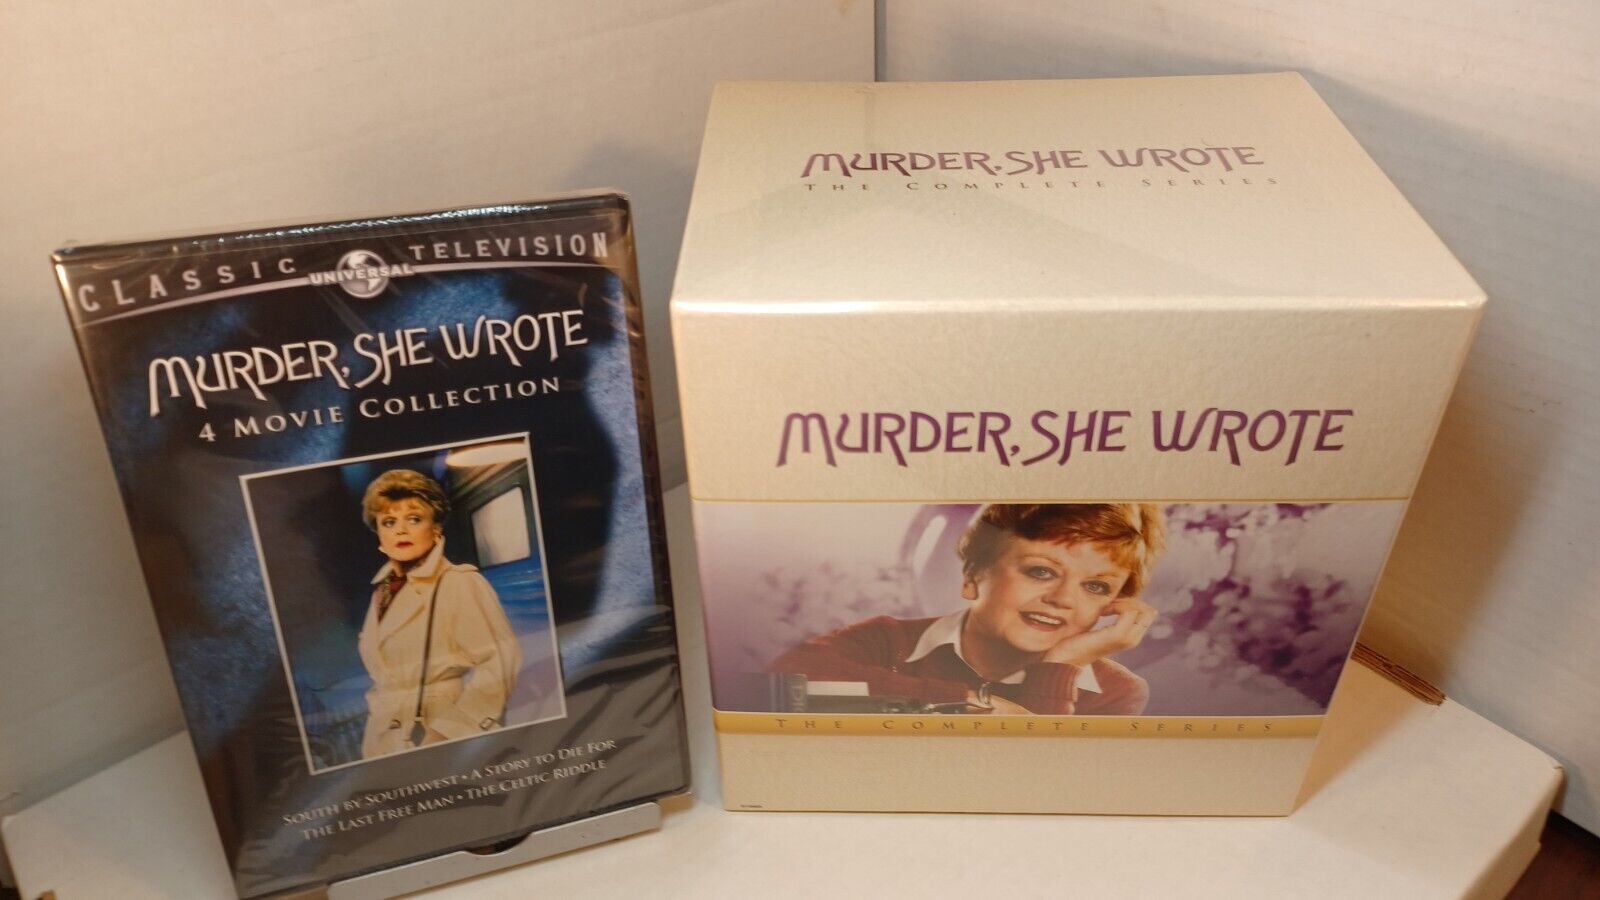 CLASSIC UNIVERSAL TELEVISION
MURDER, SHE WROTE
4 MOVIE COLLECTION
SOUTH BY SOUTHWEST • A STORY TO DIE FOR
THE LAST FREE MAN • THE CELTIC RIDDLE
MURDER, SHE WROTE
THE COMPLETE SERIES
MURDER, SHE WROTE
THE COMPLETE SERIES